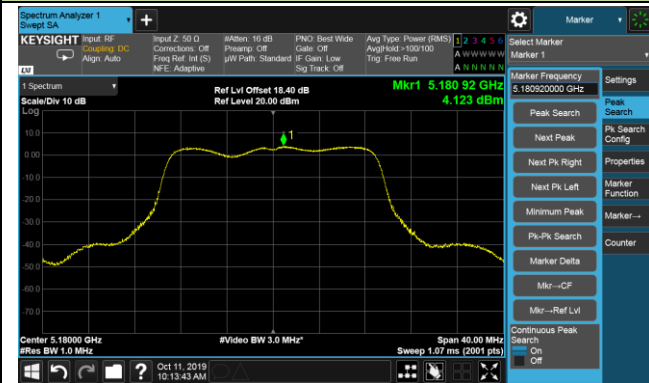 Spectrum Analyzer 1
Swept SA
Marker
KEYSIGHT
Input: RF
Coupling: DC
Align: Auto
Input Z: 50 Ω
Corrections: Off
Freq Ref: Int (S)
NFE: Adaptive
#Atten: 16 dB
Preamp: Off
µW Path: Standard
PNO: Best Wide
Gate: Off
IF Gain: Low
Sig Track: Off
Avg Type: Power (RMS)
Avg|Hold:>100/100
Trig: Free Run
1 2 3 4 5 6
A W W W W W
A N N N N N
LXI
Select Marker
Marker 1
Marker Frequency
5.180920000 GHz
Settings
Peak Search
Peak
Search
Next Peak
Pk Search
Config
Next Pk Right
Properties
Next Pk Left
Marker
Function
Minimum Peak
Marker→
Pk-Pk Search
Counter
Marker Delta
Mkr→CF
Mkr→Ref Lvl
Continuous Peak
Search
On
Off
1 Spectrum
Scale/Div 10 dB
Log
Ref Lvl Offset 18.40 dB
Ref Level 20.00 dBm
Mkr1 5.180 92 GHz
4.123 dBm
1
10.0
0.00
-10.0
-20.0
-30.0
-40.0
-50.0
-60.0
-70.0
Center 5.18000 GHz
#Res BW 1.0 MHz
#Video BW 3.0 MHz*
Span 40.00 MHz
Sweep 1.07 ms (2001 pts)
Oct 11, 2019
10:13:43 AM